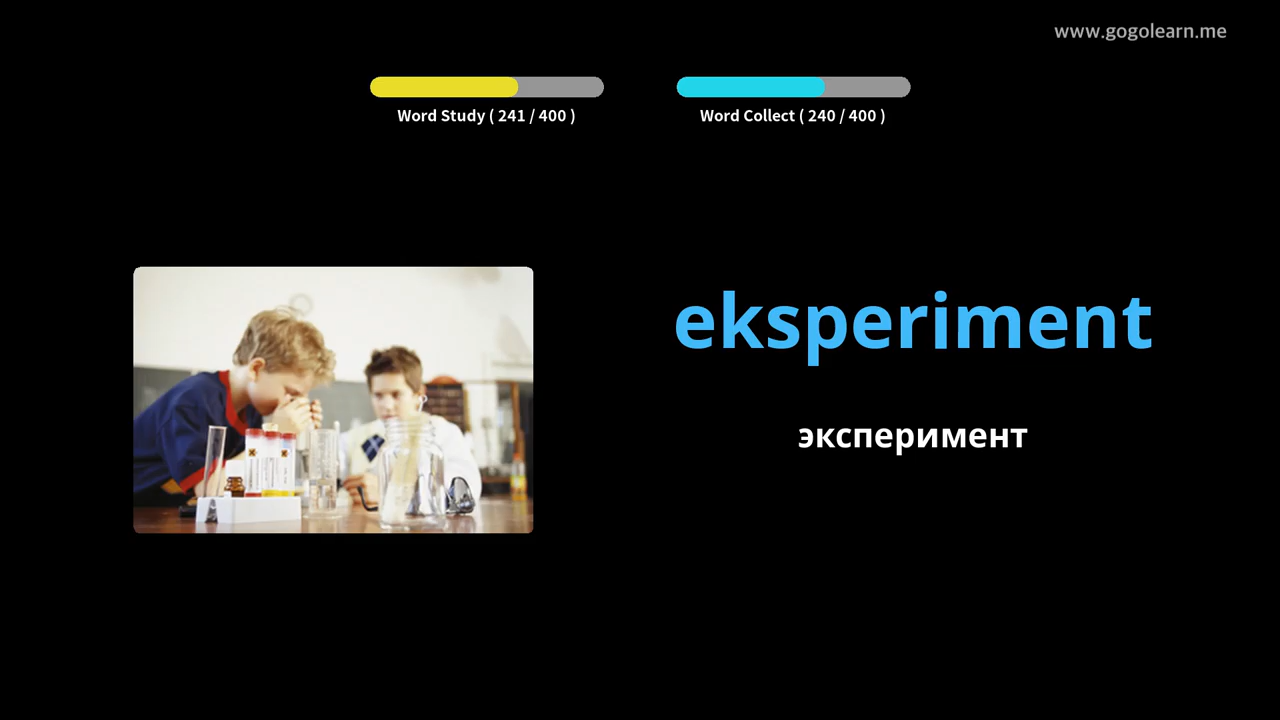 www.gogolearn.me
Word Study ( 241 / 400 )
Word Collect ( 240 / 400 )
eksperiment
эксперимент